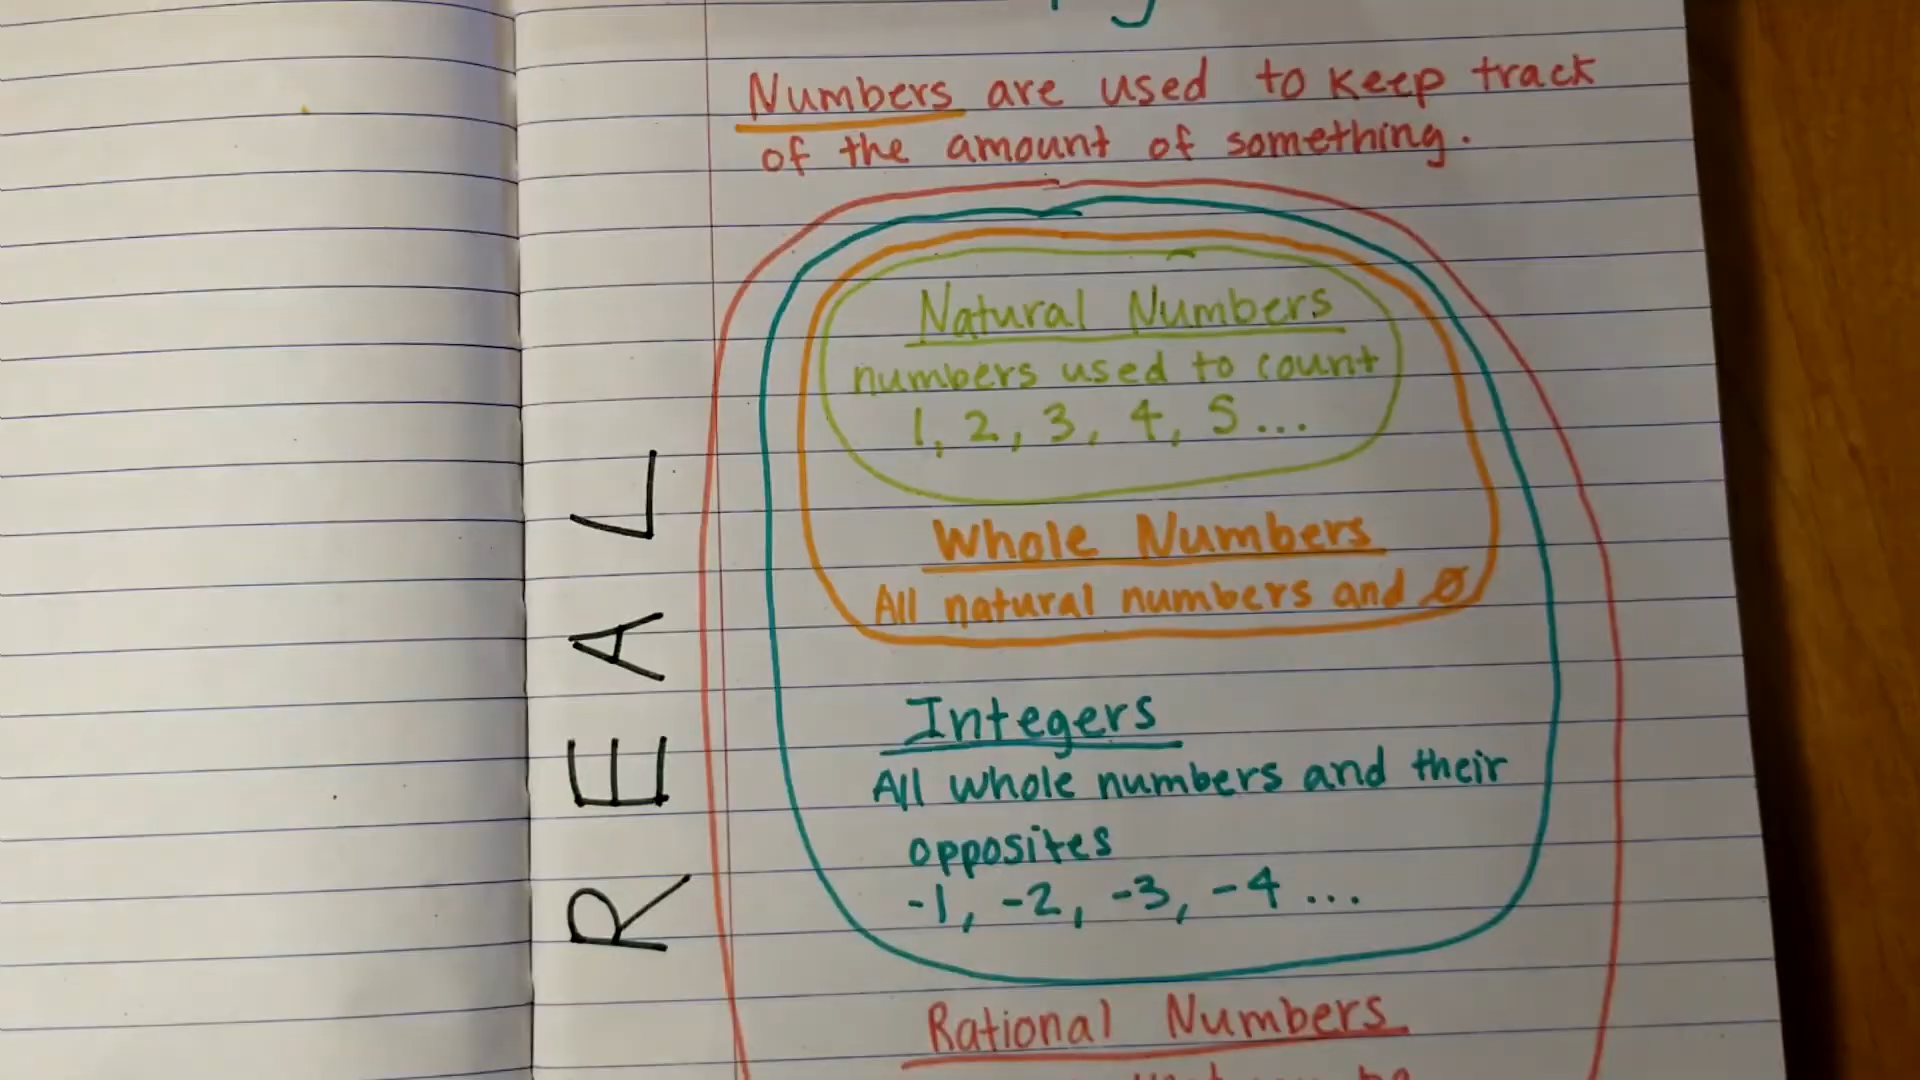 Numbers are used to keep track
of the amount of something.
Natural Numbers
numbers used to count
1, 2, 3, 4, 5 ...
Whole Numbers
All natural numbers and Ø
Integers
All whole numbers and their
opposites
-1, -2, -3, -4 ...
Rational Numbers
REAL